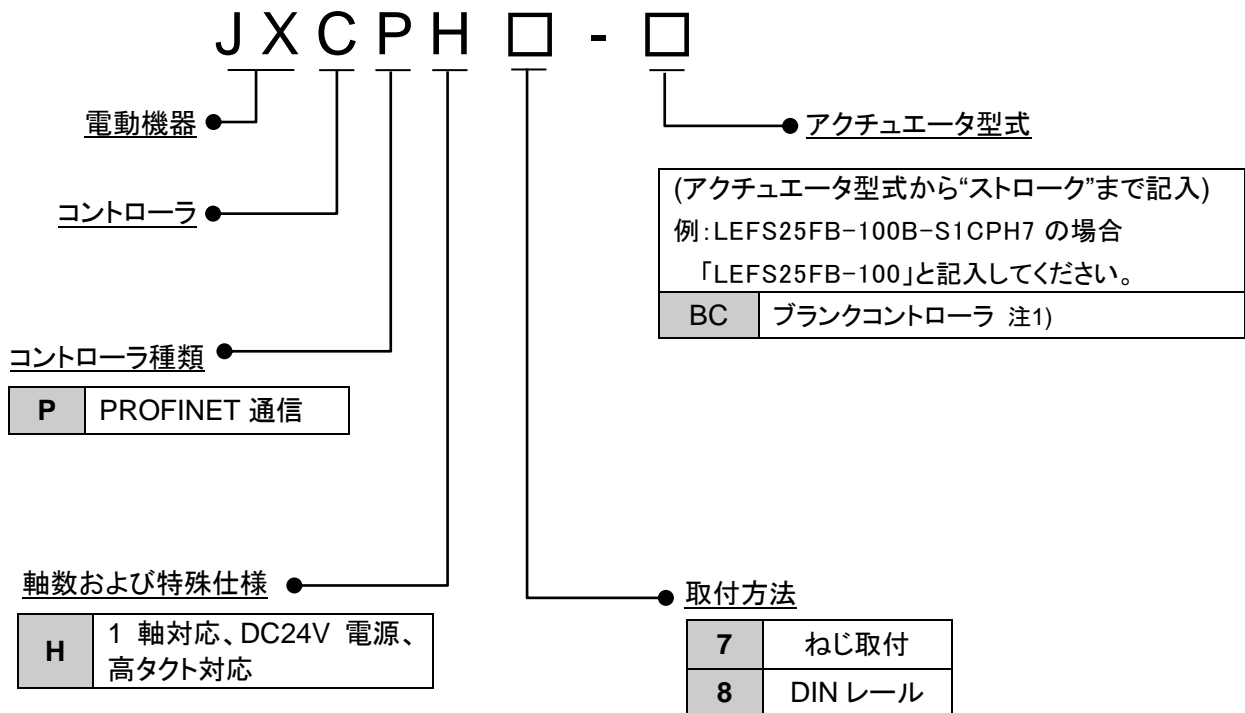 JXCPH□-□
電動機器
アクチュエータ型式
(アクチュエータ型式から“ストローク”まで記入)
例:LEFS25FB-100B-S1CPH7 の場合
「LEFS25FB-100」と記入してください。
BC ブランクコントローラ 注1)
コントローラ
コントローラ種類
P PROFINET 通信
軸数および特殊仕様
H 1 軸対応、DC24V 電源、
高タクト対応
取付方法
7 ねじ取付
8 DIN レール